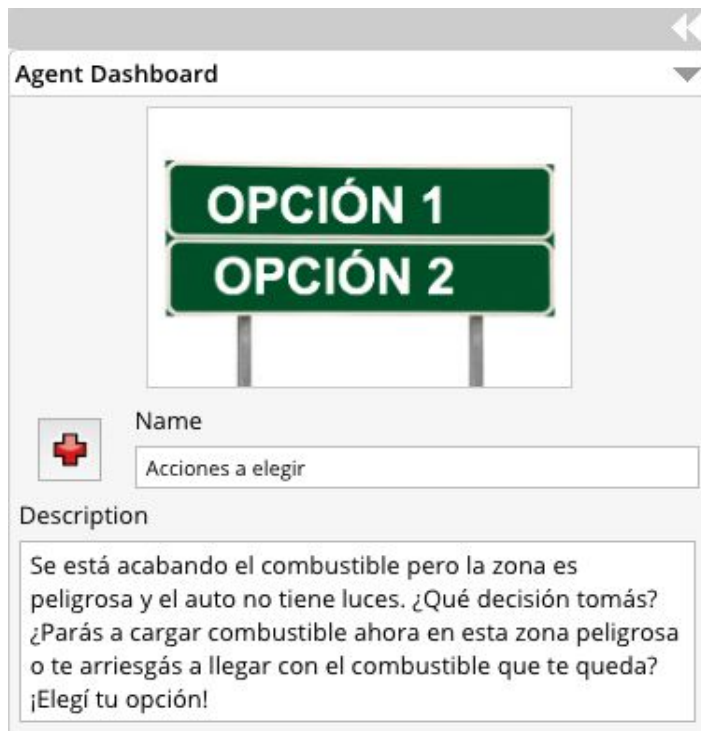 Agent Dashboard
OPCIÓN 1
OPCIÓN 2
Name
Acciones a elegir
Description
Se está acabando el combustible pero la zona es
peligrosa y el auto no tiene luces. ¿Qué decisión tomás?
¿Parás a cargar combustible ahora en esta zona peligrosa
o te arriesgás a llegar con el combustible que te queda?
¡Elegí tu opción!